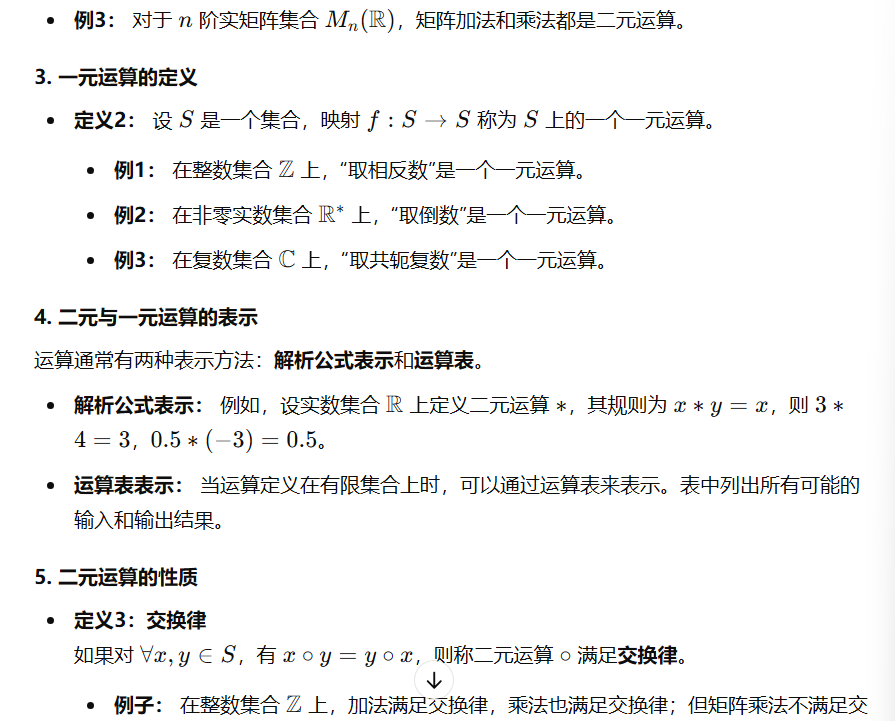 • 例3： 对于 n 阶实矩阵集合 Mₙ(ℝ)，矩阵加法和乘法都是二元运算。
3. 一元运算的定义
• 定义2： 设 S 是一个集合，映射 f : S → S 称为 S 上的一个一元运算。
• 例1： 在整数集合 ℤ 上，“取相反数”是一个一元运算。
• 例2： 在非零实数集合 ℝ* 上，“取倒数”是一个一元运算。
• 例3： 在复数集合 ℂ 上，“取共轭复数”是一个一元运算。
4. 二元与一元运算的表示
运算通常有两种表示方法：解析公式表示和运算表。
• 解析公式表示： 例如，设实数集合 ℝ 上定义二元运算 ∗，其规则为 x ∗ y = x，则 3 ∗
4 = 3，0.5 ∗ (−3) = 0.5。
• 运算表表示： 当运算定义在有限集合上时，可以通过运算表来表示。表中列出所有可能的
输入和输出结果。
5. 二元运算的性质
• 定义3：交换律
如果对 ∀x, y ∈ S，有 x ∘ y = y ∘ x，则称二元运算 ∘ 满足交换律。
• 例子： 在整数集合 ℤ 上，加法满足交换律，乘法也满足交换律；但矩阵乘法不满足交